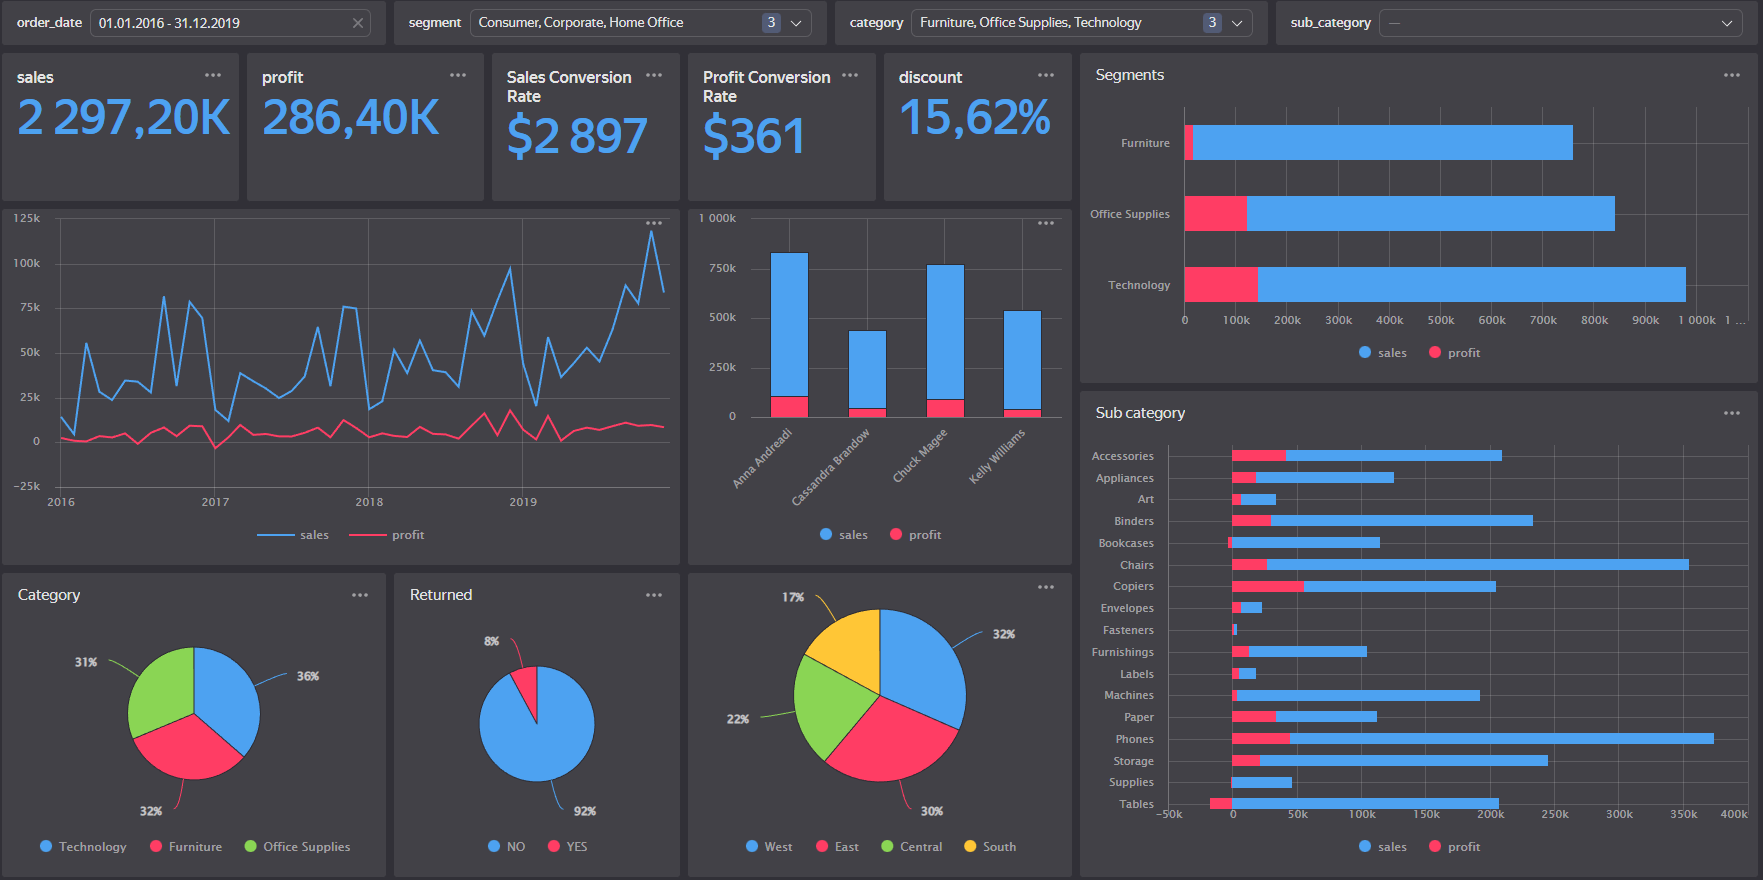 order_date 01.01.2016 - 31.12.2019
segment Consumer, Corporate, Home Office 3
category Furniture, Office Supplies, Technology 3
sub_category —
sales
2 297,20K
profit
286,40K
Sales Conversion
Rate
$2 897
Profit Conversion
Rate
$361
discount
15,62%
125k
100k
75k
50k
25k
0
−25k
2016 2017 2018 2019
sales profit
1 000k
750k
500k
250k
0
Anna Andreadi
Cassandra Brandow
Chuck Magee
Kelly Williams
sales profit
Segments
Furniture
Office Supplies
Technology
0 100k 200k 300k 400k 500k 600k 700k 800k 900k 1 000k 1 ...
sales profit
Category
31%
36%
32%
Technology Furniture Office Supplies
Returned
8%
92%
NO YES
17%
32%
22%
30%
West East Central South
Sub category
Accessories
Appliances
Art
Binders
Bookcases
Chairs
Copiers
Envelopes
Fasteners
Furnishings
Labels
Machines
Paper
Phones
Storage
Supplies
Tables
−50k 0 50k 100k 150k 200k 250k 300k 350k 400k
sales profit